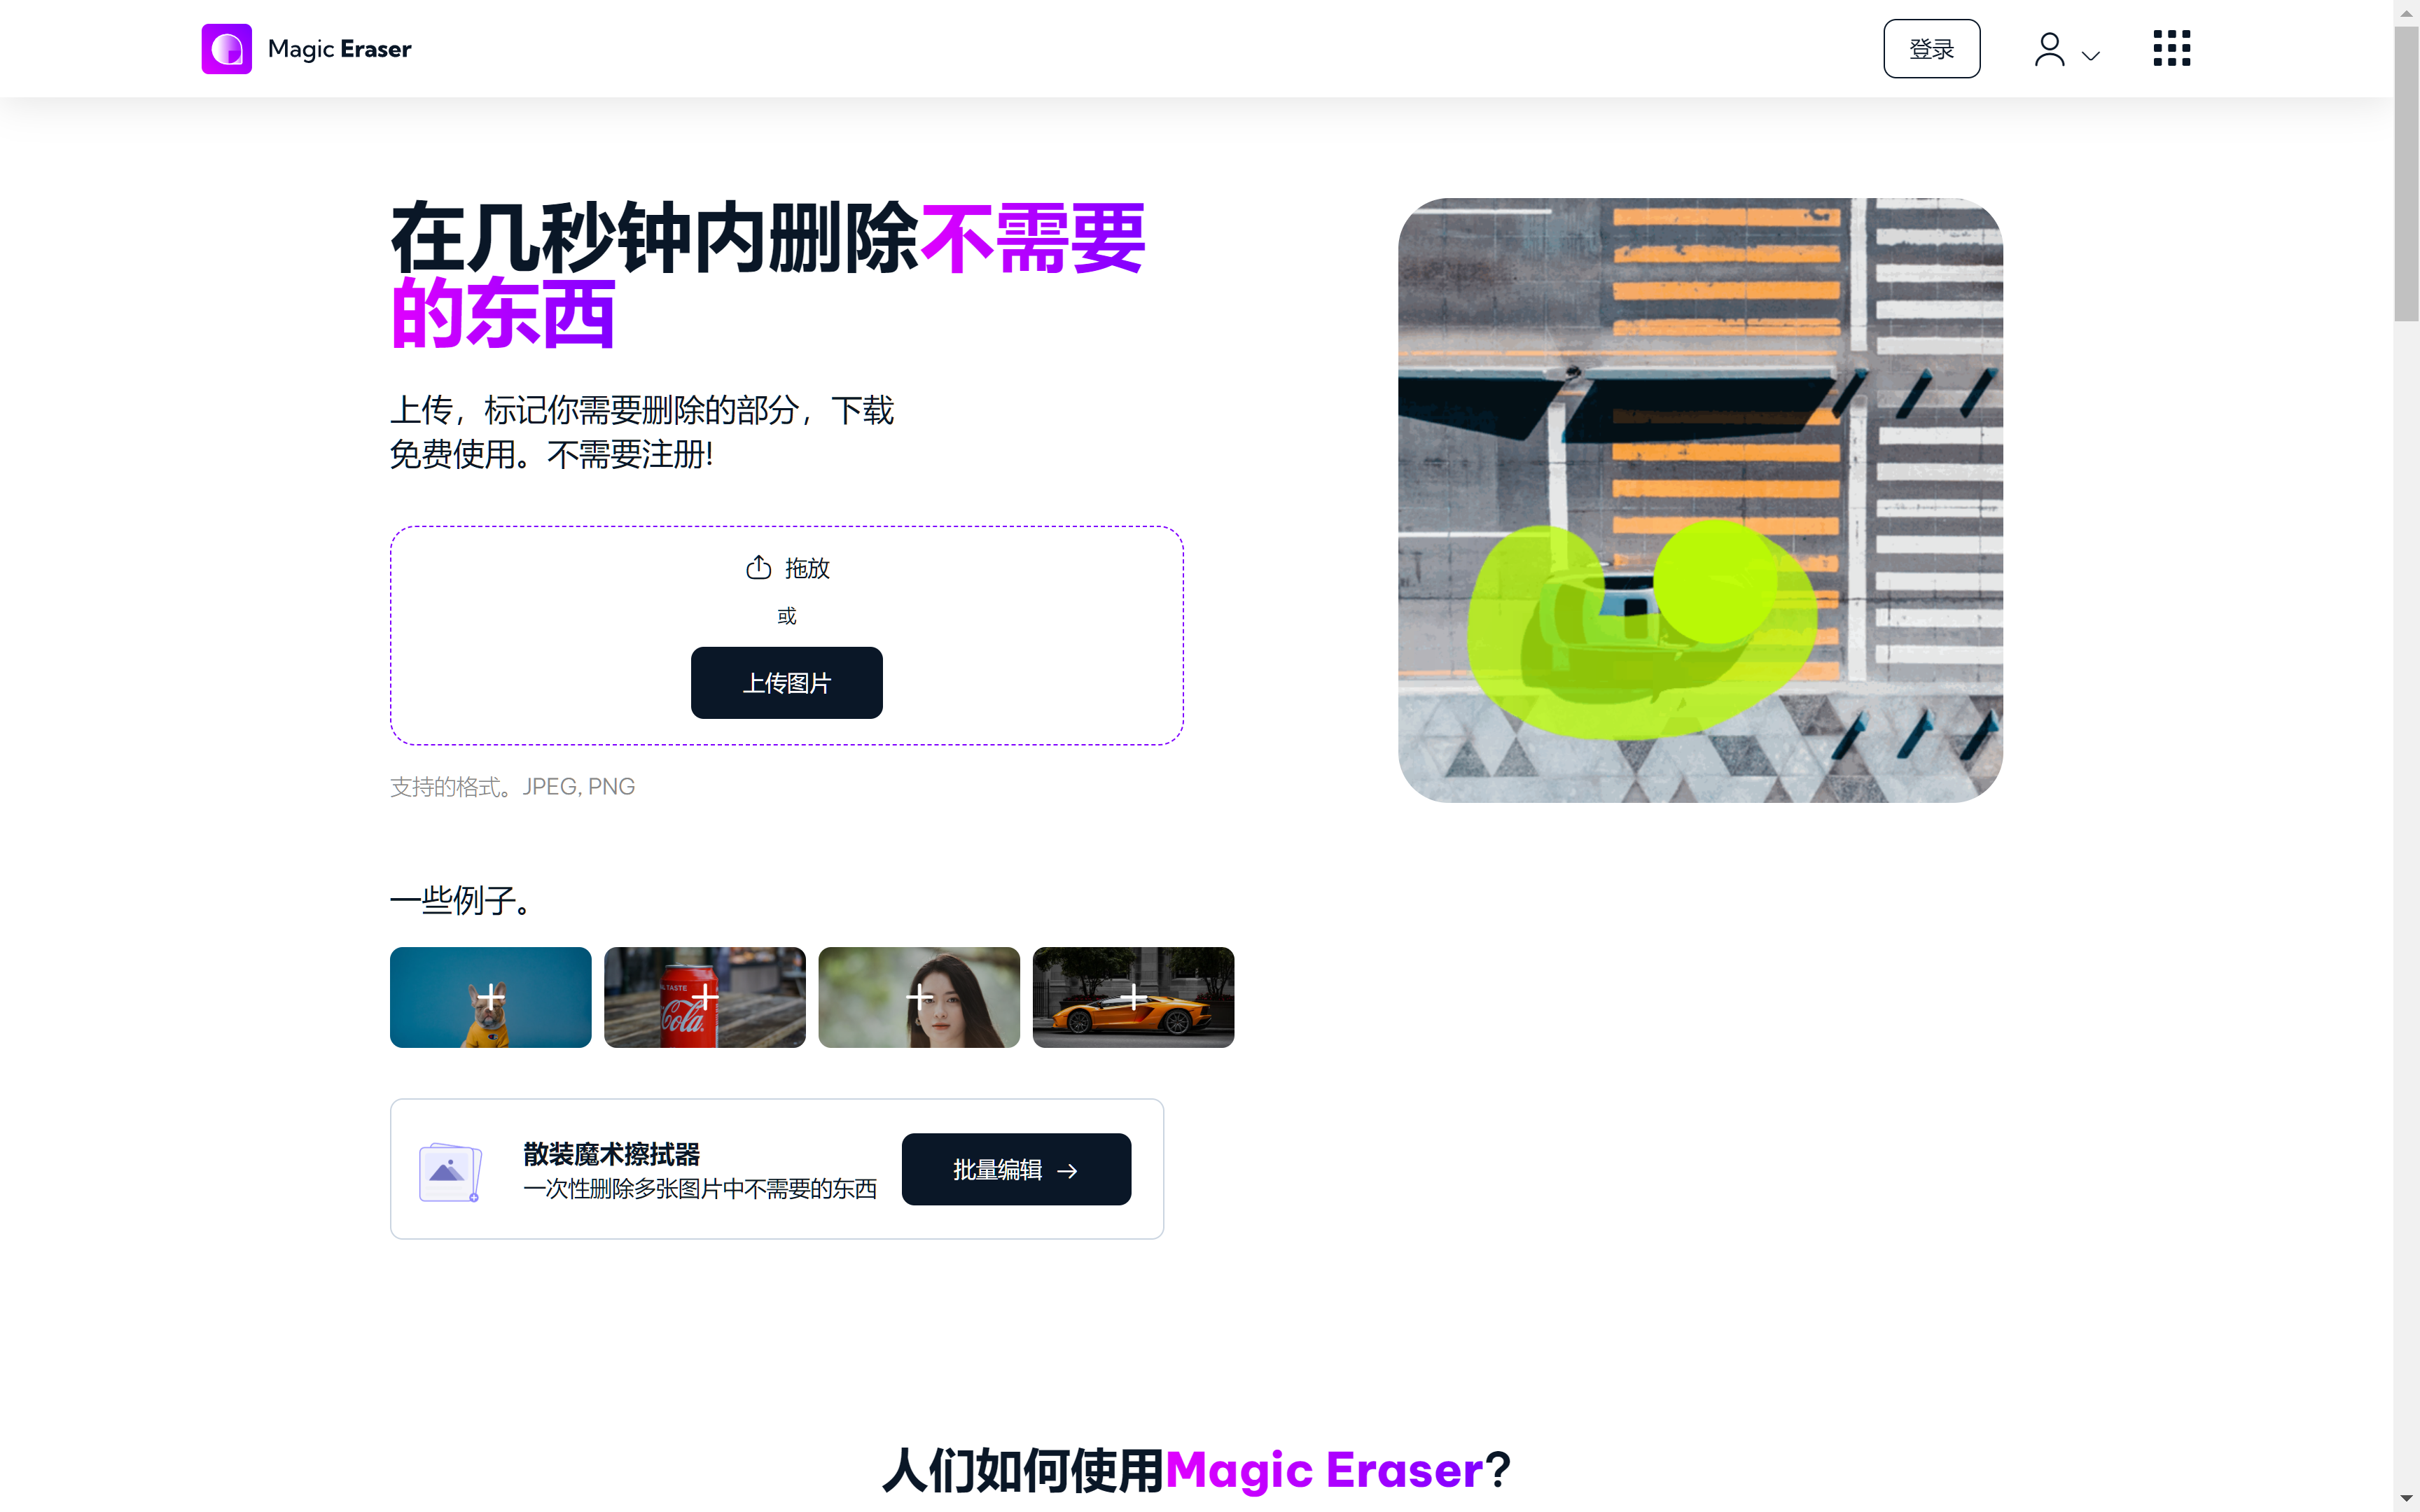 Magic Eraser
登录
在几秒钟内删除不需要
的东西
上传，标记你需要删除的部分，下载
免费使用。不需要注册!
拖放
或
上传图片
支持的格式。JPEG, PNG
一些例子。
L TASTE
Cola.
散装魔术擦拭器
一次性删除多张图片中不需要的东西
批量编辑
人们如何使用Magic Eraser?